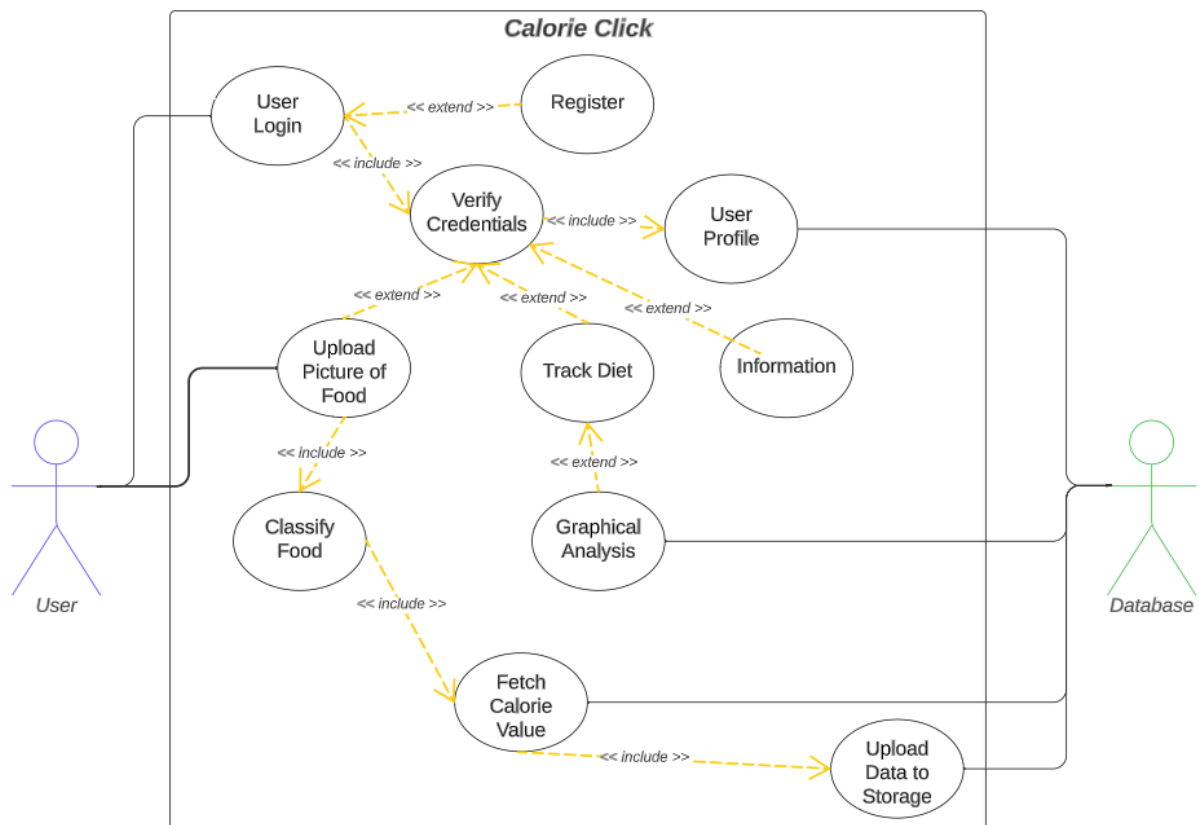 Calorie Click
User
Login
<< extend >>
Register
<< include >>
Verify
Credentials
<< include >>
User
Profile
<< extend >>
<< extend >>
<< extend >>
Upload
Picture of
Food
Track Diet
Information
<< include >>
<< extend >>
Classify
Food
Graphical
Analysis
User
Database
<< include >>
Fetch
Calorie
Value
<< include >>
Upload
Data to
Storage